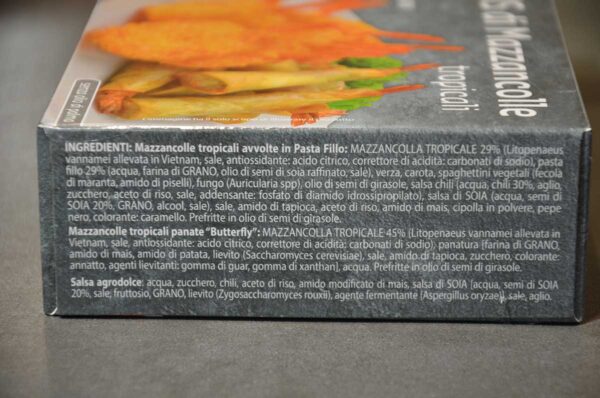 S di Mazzancolle
tropicali
INGREDIENTI: Mazzancolle tropicali avvolte in Pasta Fillo: MAZZANCOLLA TROPICALE 29% (Litopenaeus
vannamei allevata in Vietnam, sale, antiossidante: acido citrico, correttore di acidità: carbonati di sodio), pasta
fillo 29% (acqua, farina di GRANO, olio di semi di soia raffinato, sale), verza, carota, spaghettini vegetali (fecola
di maranta, amido di piselli), fungo (Auricularia spp), olio di semi di girasole, salsa chili (acqua, chili 30%, aglio,
zucchero, aceto di riso, sale, addensante: fosfato di diamido idrossipropilato), salsa di SOIA (acqua, semi di
SOIA 20%, GRANO, alcool, sale), sale, amido di tapioca, aceto di riso, amido di mais, cipolla in polvere, pepe
nero, colorante: caramello. Prefritte in olio di semi di girasole.
Mazzancolle tropicali panate "Butterfly": MAZZANCOLLA TROPICALE 45% (Litopenaeus vannamei allevata in
Vietnam, sale, antiossidante: acido citrico, correttore di acidità: carbonati di sodio) panatura [farina di GRANO,
amido di mais, amido di patata, lievito (Saccharomyces cerevisiae), sale, amido di tapioca, zucchero, colorante:
annatto, agenti lievitanti: gomma di guar, gomma di xanthan], acqua. Prefritte in olio di semi di girasole.
Salsa agrodolce: acqua, zucchero, chili, aceto di riso, amido modificato di mais, salsa di SOIA [acqua, semi di SOIA
20%, sale, fruttosio, GRANO, lievito (Zygosaccharomyces rouxii), agente fermentante (Aspergillus oryzae)], sale, aglio.